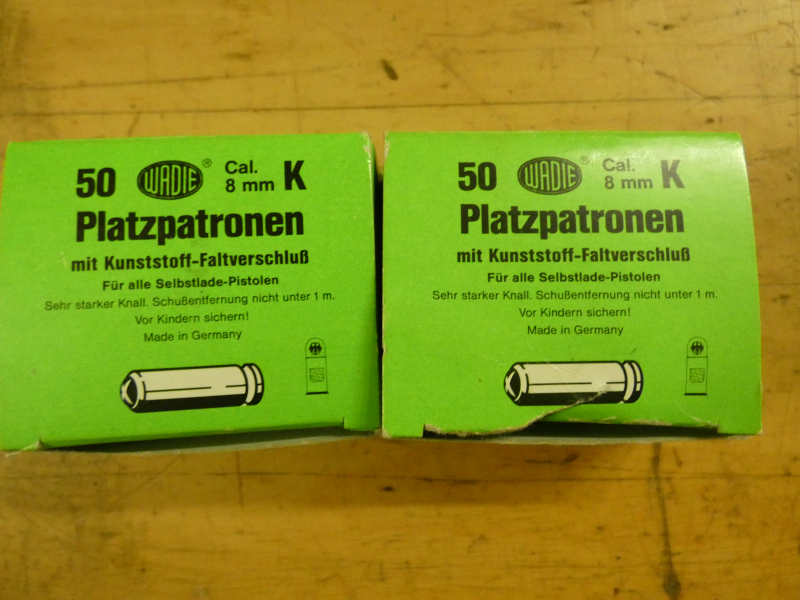 50 WADIE® Cal. 8 mm K
Platzpatronen
mit Kunststoff-Faltverschluß
Für alle Selbstlade-Pistolen
Sehr starker Knall. Schußentfernung nicht unter 1 m.
Vor Kindern sichern!
Made in Germany
50 WADIE® Cal. 8 mm K
Platzpatronen
mit Kunststoff-Faltverschluß
Für alle Selbstlade-Pistolen
Sehr starker Knall. Schußentfernung nicht unter 1 m.
Vor Kindern sichern!
Made in Germany